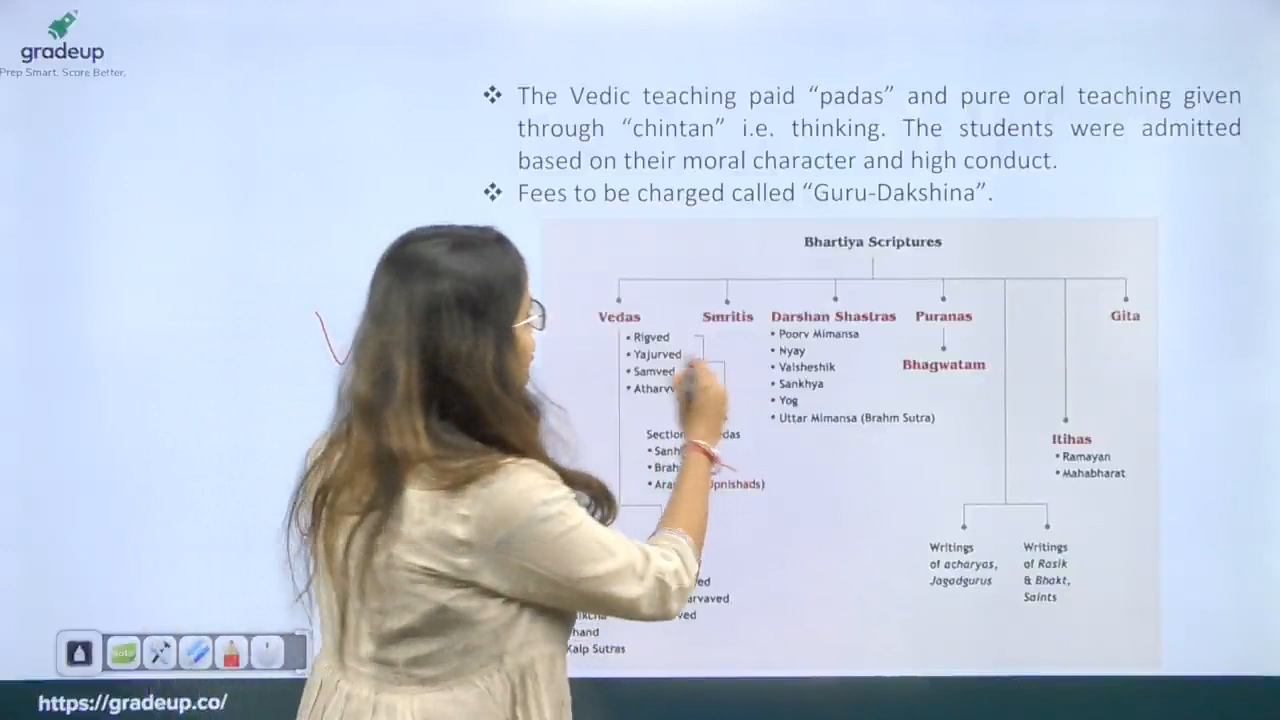 gradeup
Prep Smart. Score Better.
❖ The Vedic teaching paid “padas” and pure oral teaching given
through “chintan” i.e. thinking. The students were admitted
based on their moral character and high conduct.
❖ Fees to be charged called “Guru-Dakshina”.
Bhartiya Scriptures
Vedas
• Rigved
• Yajurved
• Samved
Smritis
Darshan Shastras
• Poorv Mimansa
• Nyay
• Vaisheshik
• Sankhya
• Yog
• Uttar Mimansa (Brahm Sutra)
Puranas
Bhagwatam
Gita
Itihas
• Ramayan
• Mahabharat
Writings
of acharyas,
Jagadgurus
Writings
of Rasik
& Bhakt,
Saints
Kalp Sutras
https://gradeup.co/